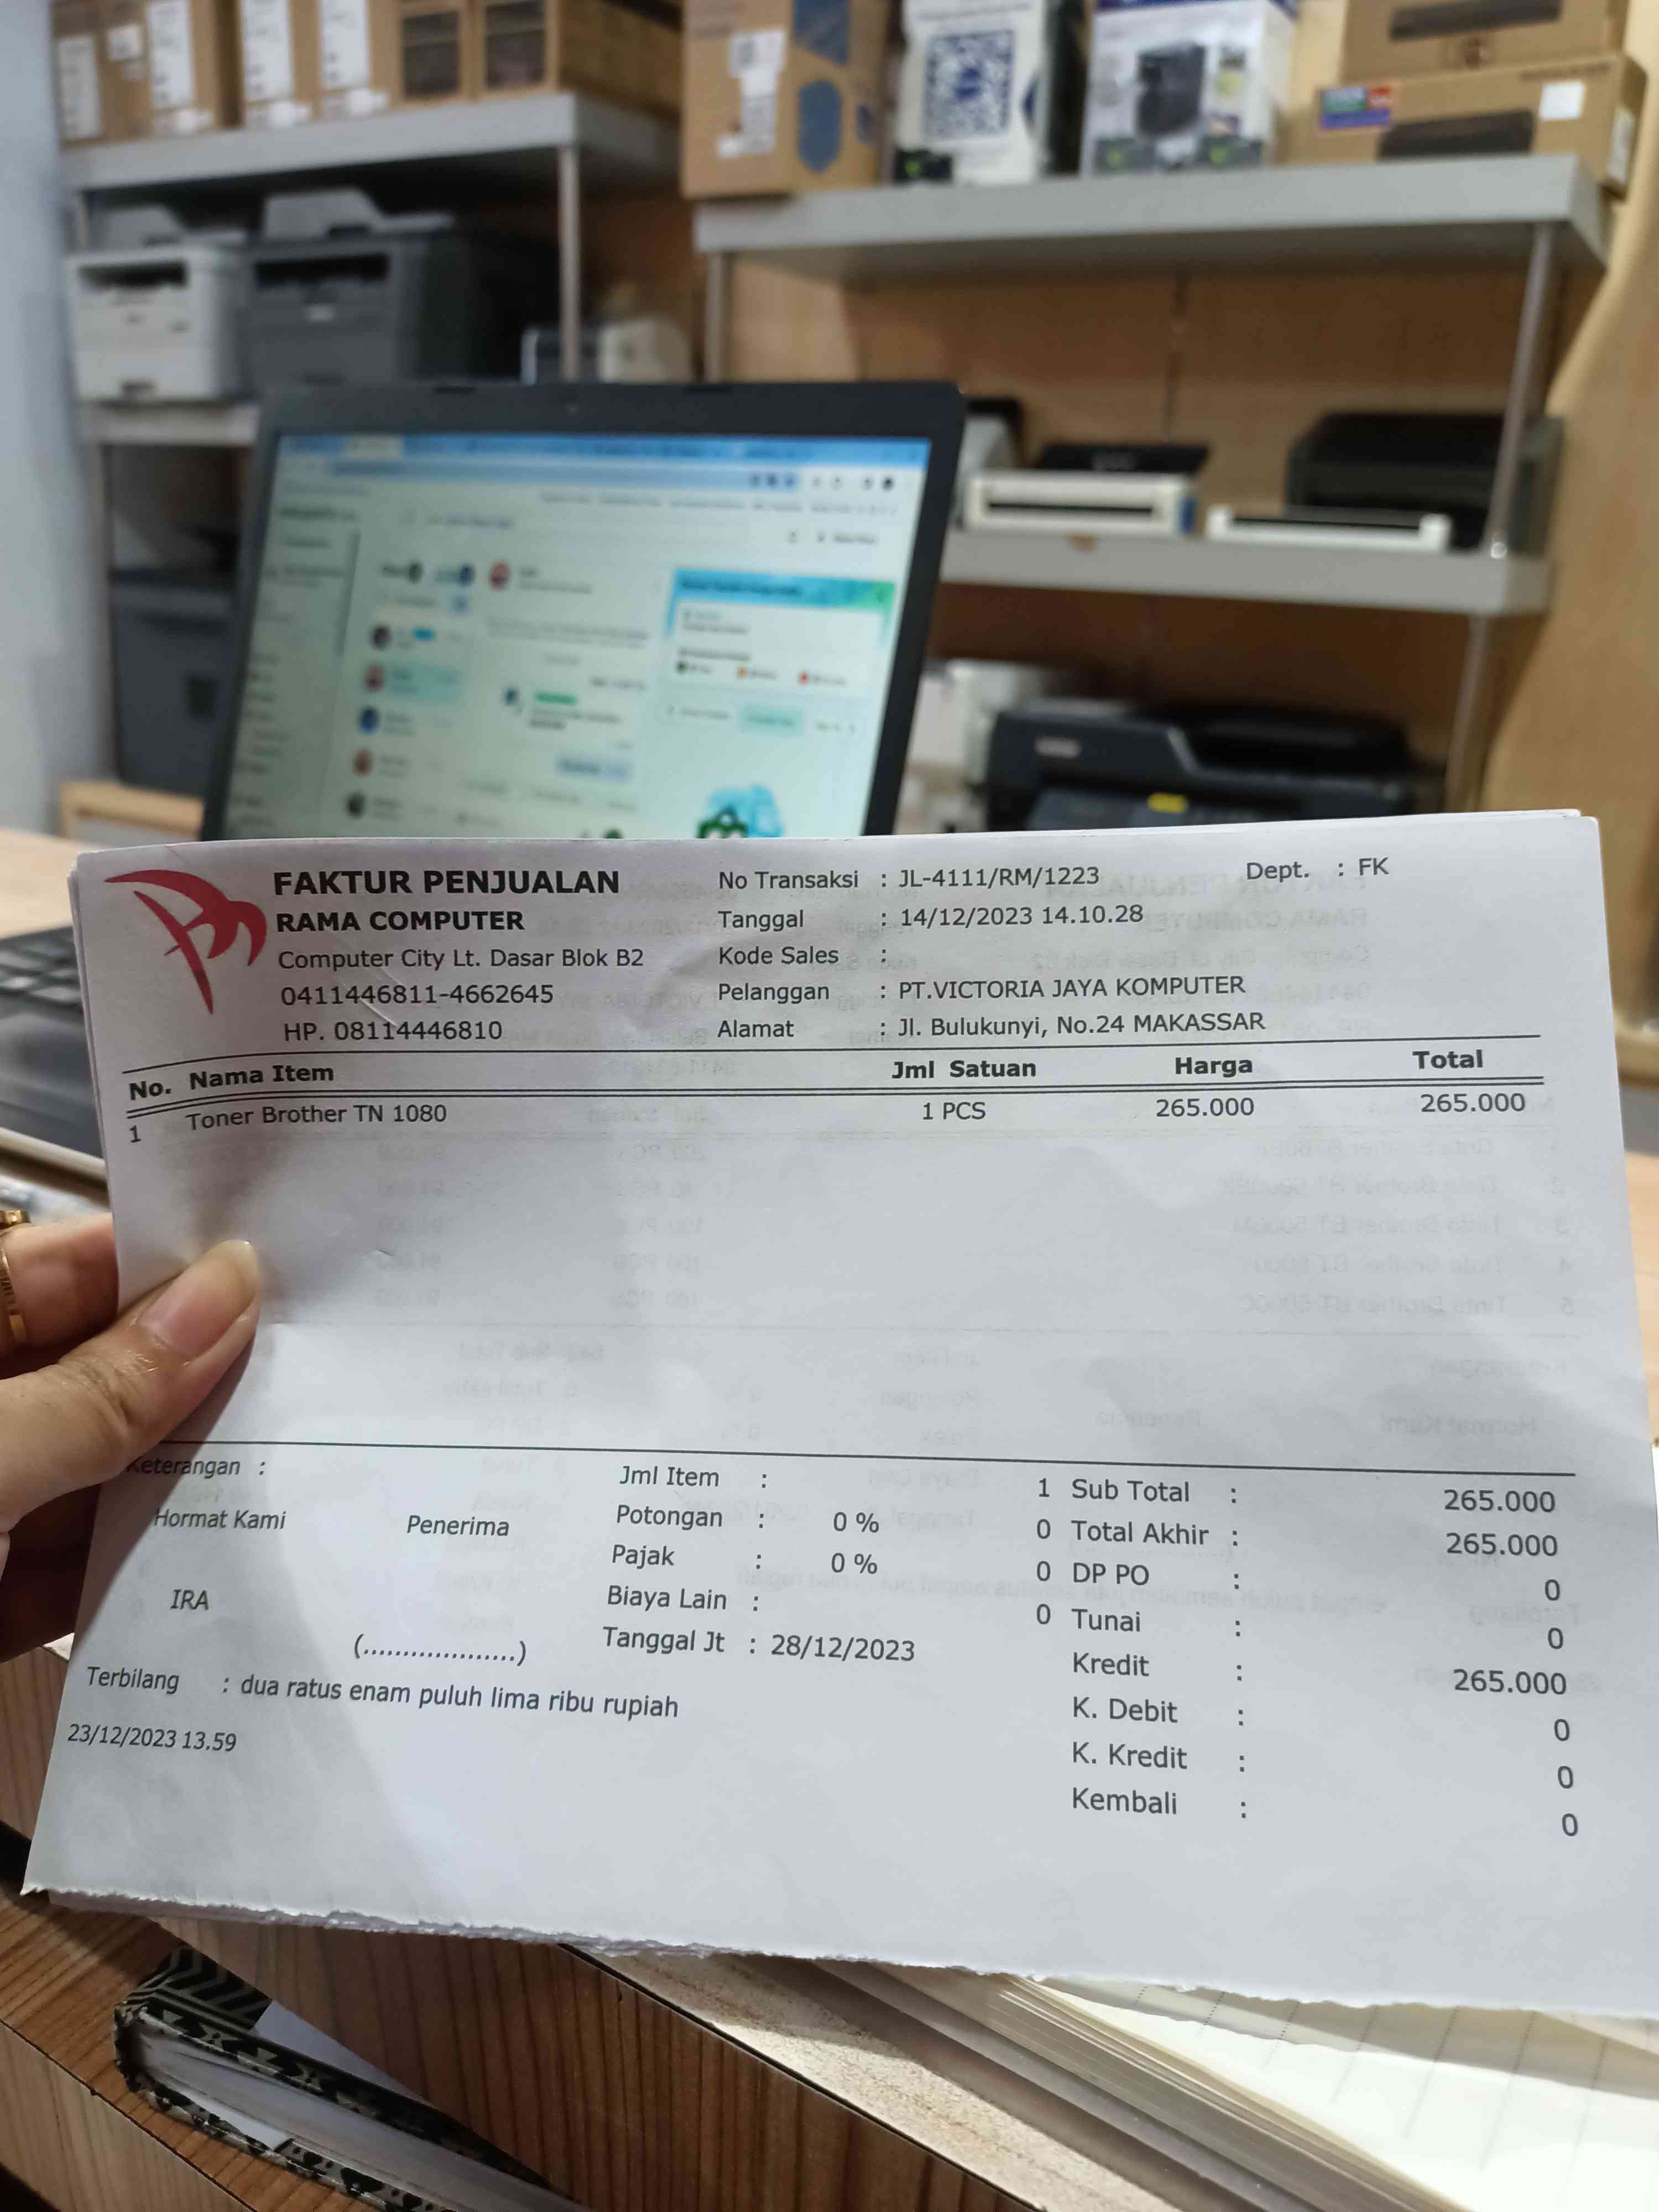 FAKTUR PENJUALAN
RAMA COMPUTER
Computer City Lt. Dasar Blok B2
0411446811-4662645
HP. 08114446810
No Transaksi : JL-4111/RM/1223
Tanggal : 14/12/2023 14.10.28
Kode Sales :
Pelanggan : PT.VICTORIA JAYA KOMPUTER
Alamat : Jl. Bulukunyi, No.24 MAKASSAR
Dept. : FK
No. Nama Item Jml Satuan Harga Total
1 Toner Brother TN 1080 1 PCS 265.000 265.000
Keterangan :
Hormat Kami Penerima
IRA
(...................)
Jml Item : 1
Potongan : 0 % 0
Pajak : 0 % 0
Biaya Lain : 0
Tanggal Jt : 28/12/2023
Sub Total : 265.000
Total Akhir : 265.000
DP PO : 0
Tunai : 0
Kredit : 265.000
K. Debit : 0
K. Kredit : 0
Kembali : 0
Terbilang : dua ratus enam puluh lima ribu rupiah
23/12/2023 13.59